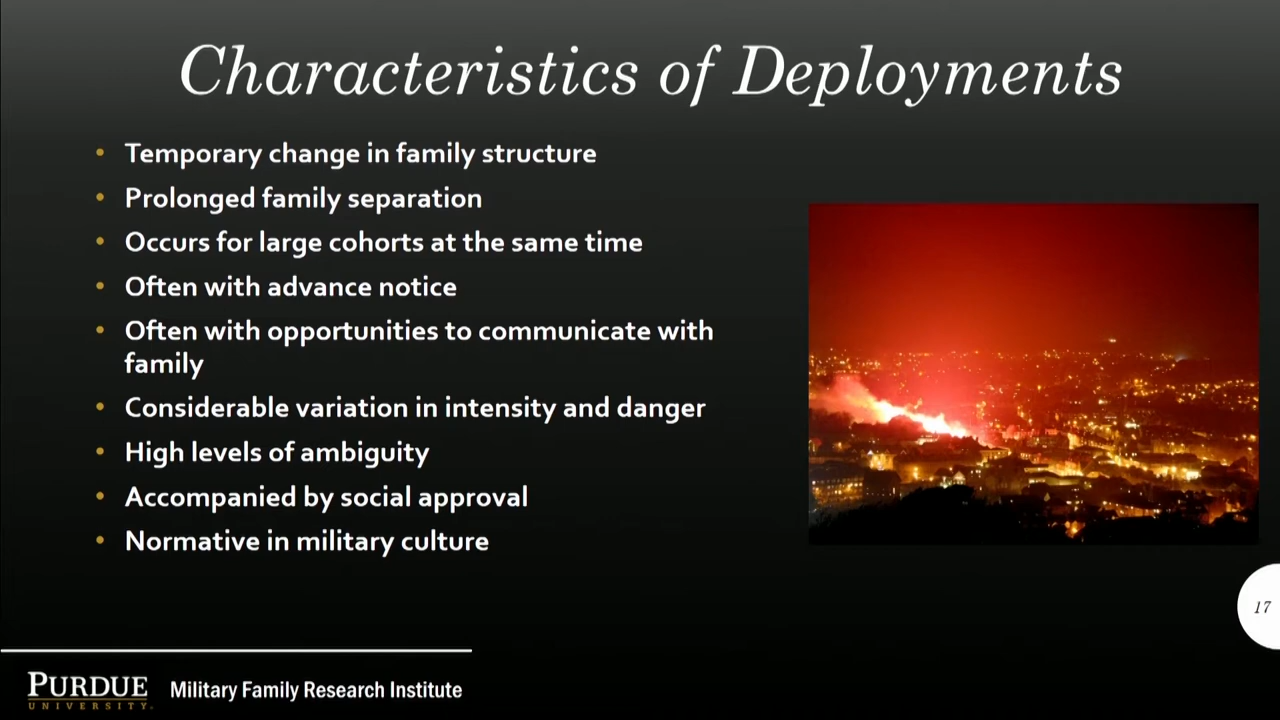 Characteristics of Deployments
• Temporary change in family structure
• Prolonged family separation
• Occurs for large cohorts at the same time
• Often with advance notice
• Often with opportunities to communicate with
family
• Considerable variation in intensity and danger
• High levels of ambiguity
• Accompanied by social approval
• Normative in military culture
17
PURDUE
UNIVERSITY.
Military Family Research Institute